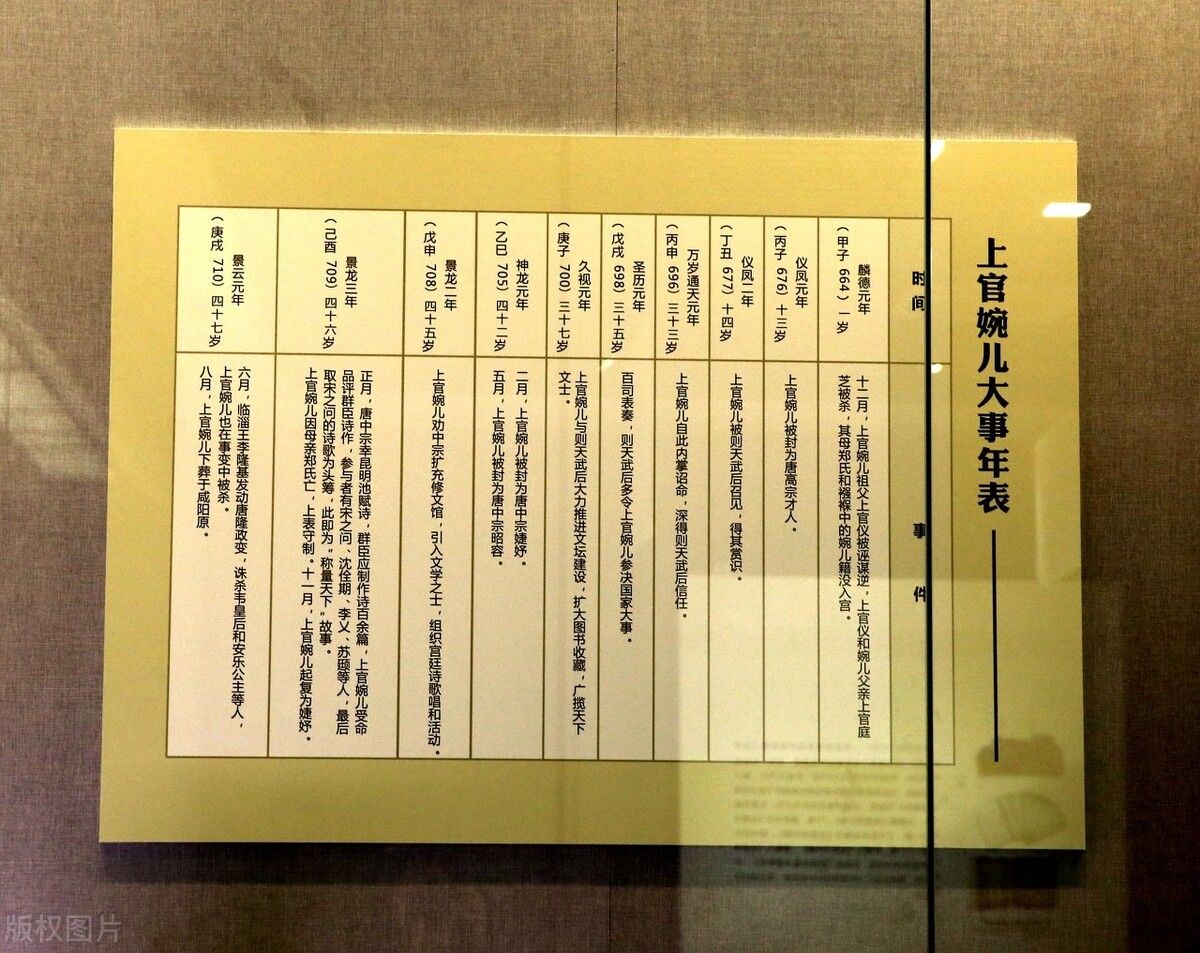 上官婉儿大事年表
时间
事件
麟德元年
（甲子 664）一岁
十二月，上官婉儿祖父上官仪被诬谋逆，上官仪和婉儿父亲上官庭
芝被杀，其母郑氏和襁褓中的婉儿籍没入宫。
仪凤元年
（丙子 676）十三岁
上官婉儿被封为唐高宗才人。
仪凤二年
（丁丑 677）十四岁
上官婉儿被则天武后召见，得其赏识。
万岁通天元年
（丙申 696）三十三岁
上官婉儿自此内掌诏命，深得则天武后信任。
圣历元年
（戊戌 698）三十五岁
百司表奏，则天武后多令上官婉儿参决国家大事。
久视元年
（庚子 700）三十七岁
上官婉儿与则天武后大力推进文坛建设，扩大图书收藏，广揽天下
文士。
神龙元年
（乙巳 705）四十二岁
二月，上官婉儿被封为唐中宗婕妤。
五月，上官婉儿被封为唐中宗昭容。
景龙二年
（戊申 708）四十五岁
上官婉儿劝中宗扩充修文馆，引入文学之士，组织宫廷诗歌唱和活动。
景龙三年
（己酉 709）四十六岁
正月，唐中宗幸昆明池赋诗，群臣应制作诗百余篇，上官婉儿受命
品评群臣诗作，参与者有宋之问、沈佺期、李乂、苏颋等人，最后
取宋之问的诗歌为头筹，此即为“称量天下”故事。
上官婉儿因母亲郑氏亡，上表守制。十一月，上官婉儿起复为婕妤。
景云元年
（庚戌 710）四十七岁
六月，临淄王李隆基发动唐隆政变，诛杀韦皇后和安乐公主等人，
上官婉儿也在事变中被杀。
八月，上官婉儿下葬于咸阳原。
版权图片